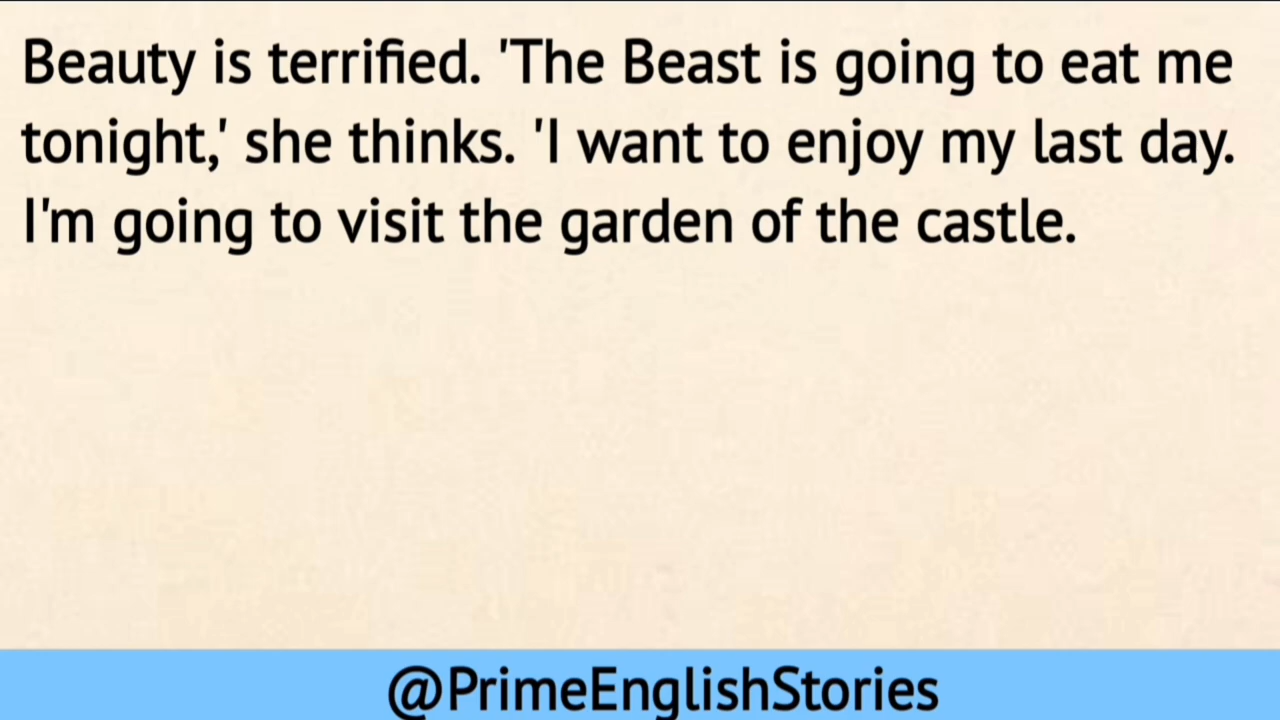 Beauty is terrified. 'The Beast is going to eat me
tonight,' she thinks. 'I want to enjoy my last day.
I'm going to visit the garden of the castle.
@PrimeEnglishStories